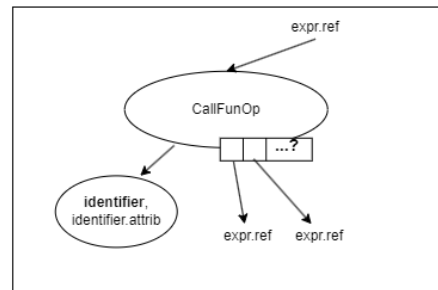 expr.ref
CallFunOp
...?
identifier,
identifier.attrib
expr.ref expr.ref